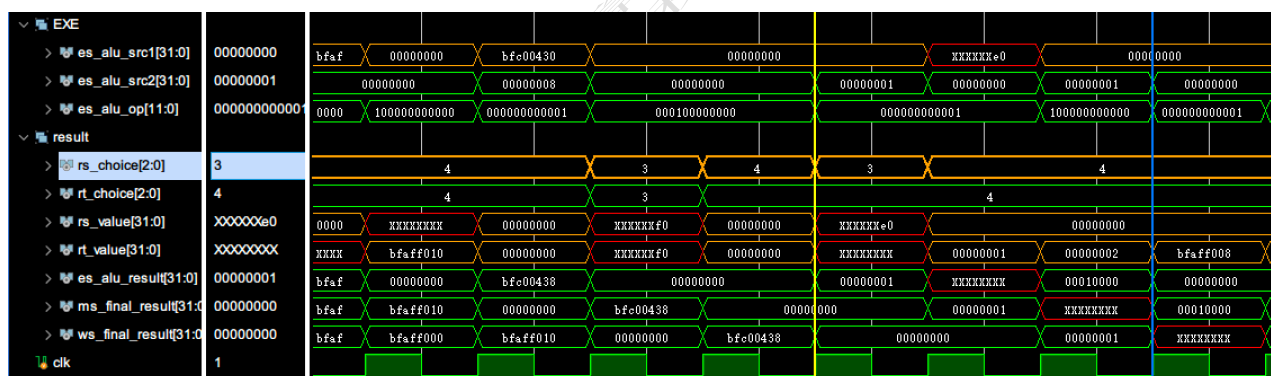 EXE
es_alu_src1[31:0] 00000000 bfaf 00000000 bfc00430 00000000 XXXXXXe0 00000000
es_alu_src2[31:0] 00000001 00000000 00000008 00000000 00000001 00000000 00000001 00000000
es_alu_op[11:0] 000000000001 0000 100000000000 000000000001 000100000000 000000000001 100000000000 000000000001
result
rs_choice[2:0] 3 4 3 4 3 4
rt_choice[2:0] 4 4 3 4
rs_value[31:0] XXXXXXe0 0000 XXXXXXXX 00000000 XXXXXXf0 00000000 XXXXXXe0 00000000
rt_value[31:0] XXXXXXXX XXXX bfaff010 00000000 XXXXXXf0 00000000 XXXXXXXX 00000001 00000002 bfaff008
es_alu_result[31:0] 00000001 bfaf 00000000 bfc00438 00000000 00000001 XXXXXXXX 00010000 00000000
ms_final_result[31:0 00000000 bfaf bfaff010 00000000 bfc00438 00000000 00000001 XXXXXXXX 00010000
ws_final_result[31:0 00000000 bfaf bfaff000 bfaff010 00000000 bfc00438 00000000 00000001 XXXXXXXX
clk 1